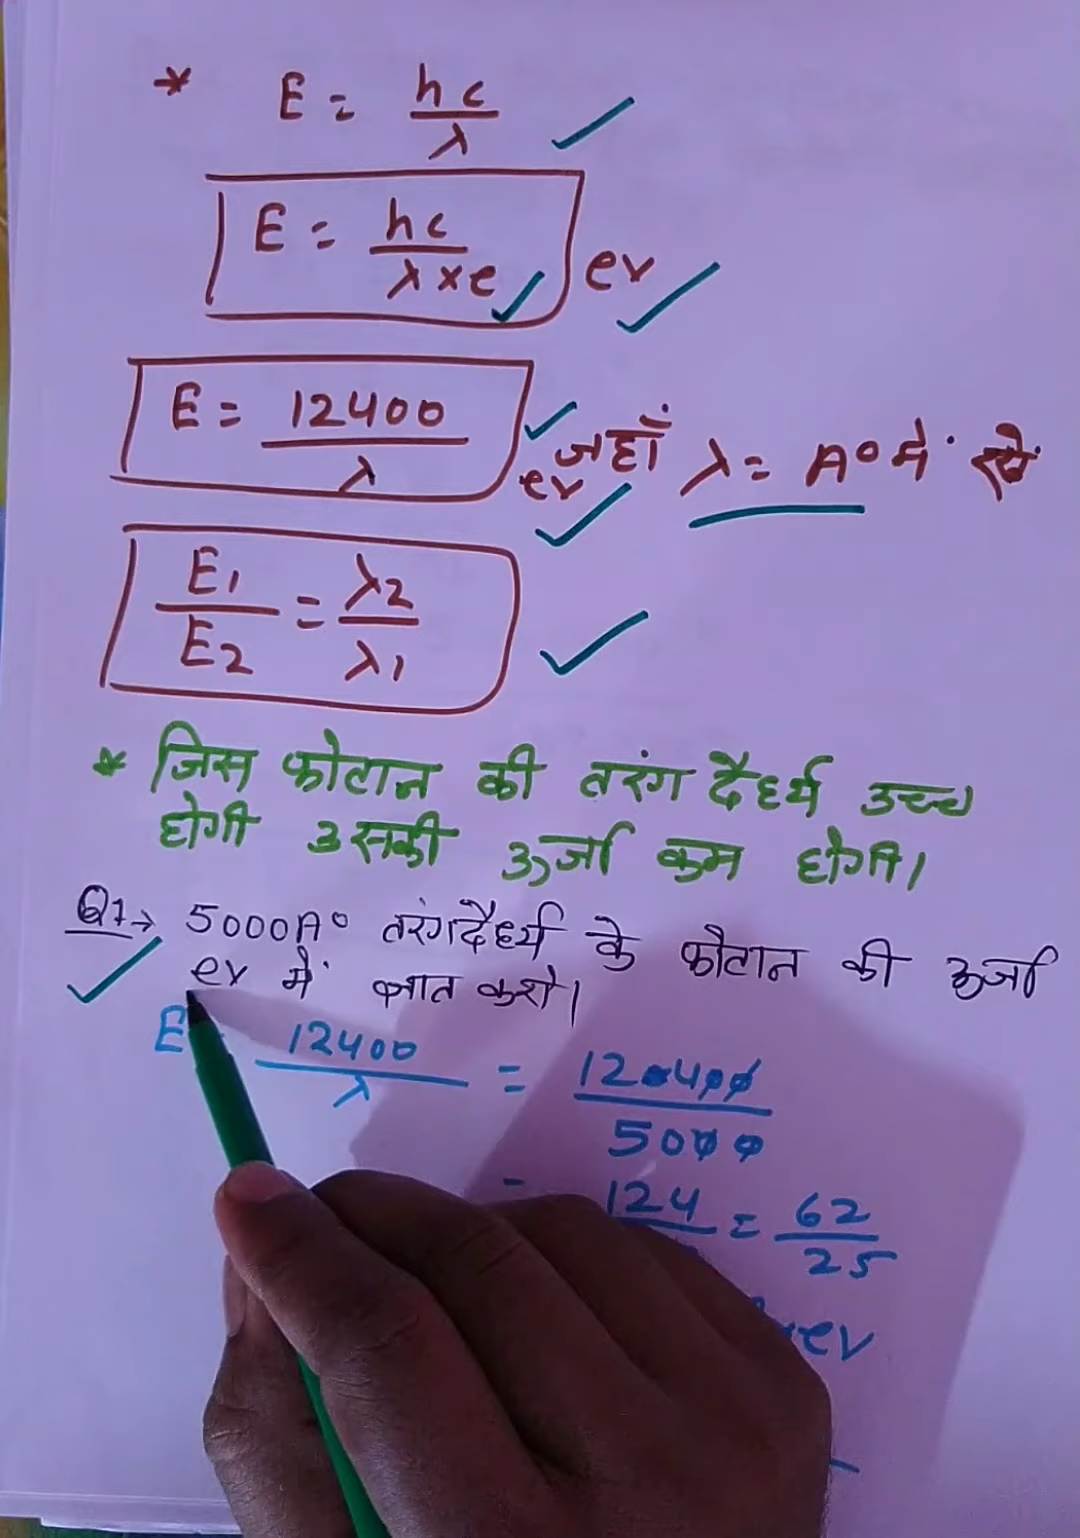 * E = hc/λ
E = hc/λ×e ev
E = 12400/λ ev जहाँ λ = A° में रखें
E1/E2 = λ2/λ1
* जिस फोटान की तरंग दैर्ध्य उच्च
होगी उसकी ऊर्जा कम होगी।
Q1→ 5000A° तरंगदैर्ध्य के फोटान की ऊर्जा
ev में ज्ञात करो।
E = 12400/λ = 12400/5000
= 124 = 62/25
ev